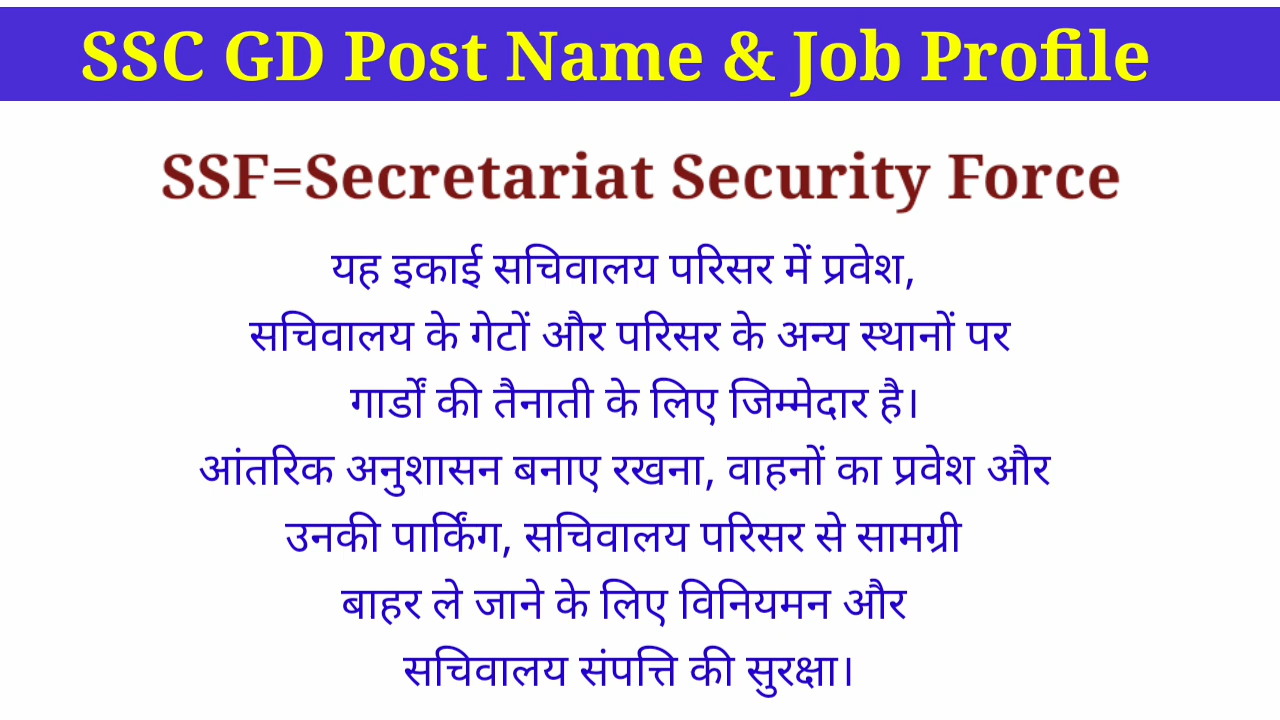 SSC GD Post Name & Job Profile
SSF=Secretariat Security Force
यह इकाई सचिवालय परिसर में प्रवेश,
सचिवालय के गेटों और परिसर के अन्य स्थानों पर
गार्डों की तैनाती के लिए जिम्मेदार है।
आंतरिक अनुशासन बनाए रखना, वाहनों का प्रवेश और
उनकी पार्किंग, सचिवालय परिसर से सामग्री
बाहर ले जाने के लिए विनियमन और
सचिवालय संपत्ति की सुरक्षा।